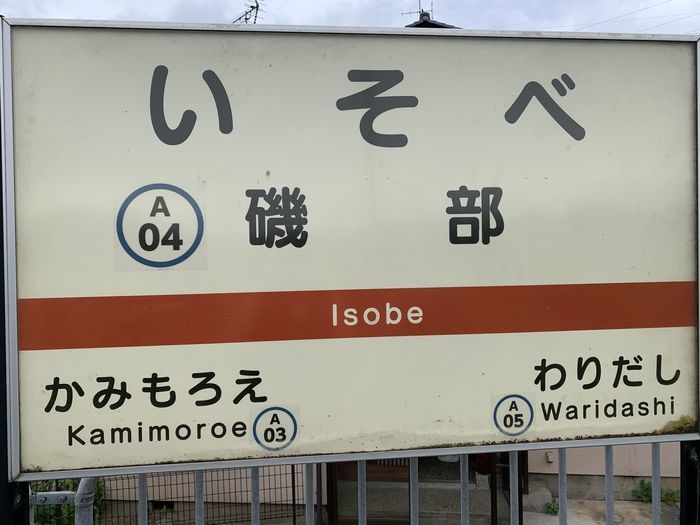 いそべ
A
04
磯部
Isobe
かみもろえ
Kamimoroe
A
03
わりだし
A
05
Waridashi